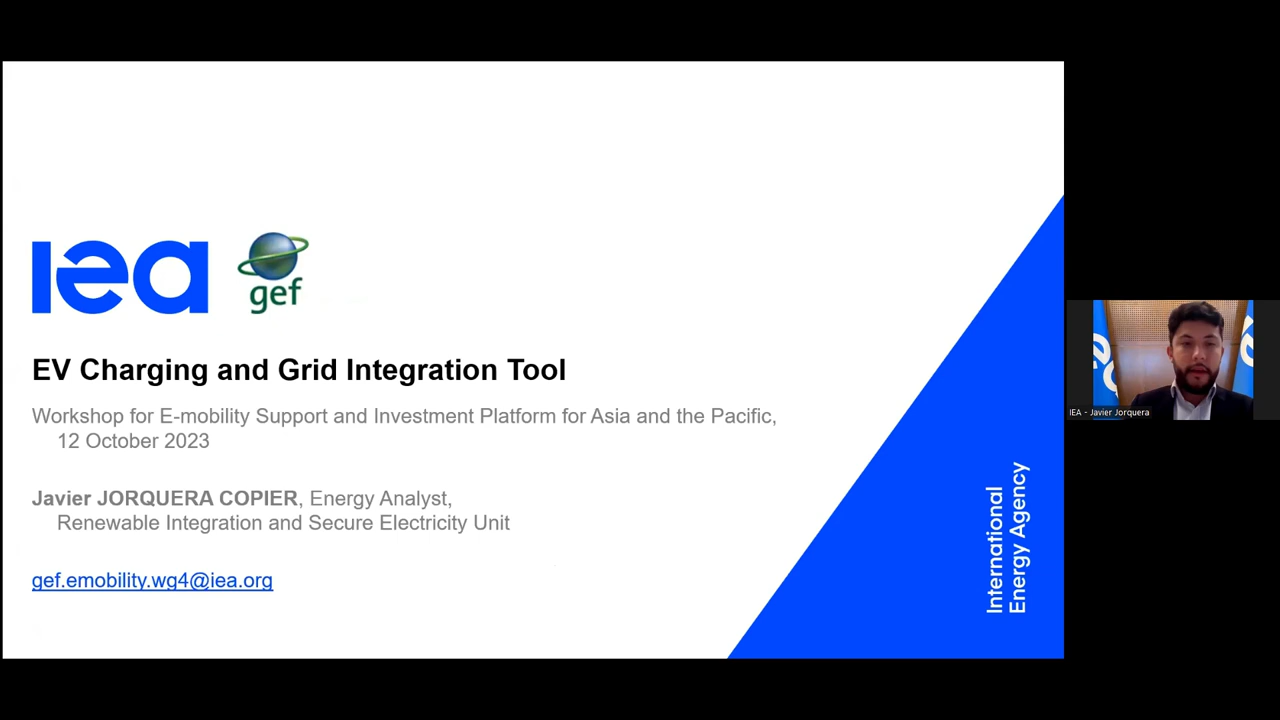 iea
gef
EV Charging and Grid Integration Tool
Workshop for E-mobility Support and Investment Platform for Asia and the Pacific,
12 October 2023
Javier JORQUERA COPIER, Energy Analyst,
Renewable Integration and Secure Electricity Unit
gef.emobility.wg4@iea.org
International
Energy Agency
IEA - Javier Jorquera